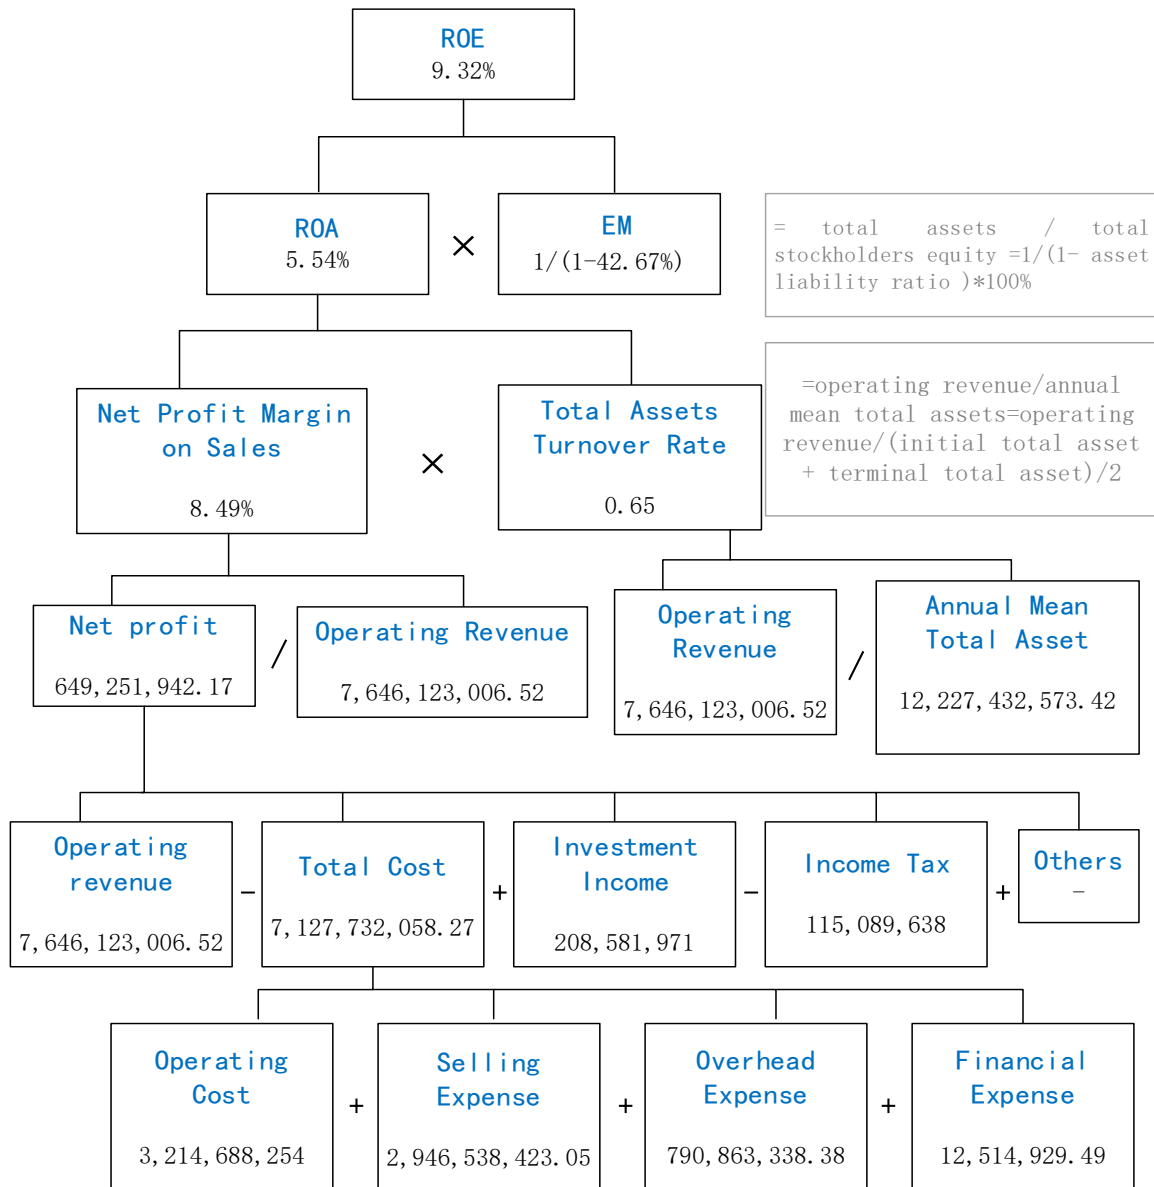 ROE
9.32%
ROA
5.54%
×
EM
1/(1-42.67%)
= total assets / total
stockholders equity =1/(1- asset
liability ratio )*100%
Net Profit Margin
on Sales
8.49%
×
Total Assets
Turnover Rate
0.65
=operating revenue/annual
mean total assets=operating
revenue/(initial total asset
+ terminal total asset)/2
Net profit
649,251,942.17
/
Operating Revenue
7,646,123,006.52
Operating
Revenue
7,646,123,006.52
/
Annual Mean
Total Asset
12,227,432,573.42
Operating
revenue
7,646,123,006.52
-
Total Cost
7,127,732,058.27
+
Investment
Income
208,581,971
-
Income Tax
115,089,638
+
Others
-
Operating
Cost
3,214,688,254
+
Selling
Expense
2,946,538,423.05
+
Overhead
Expense
790,863,338.38
+
Financial
Expense
12,514,929.49